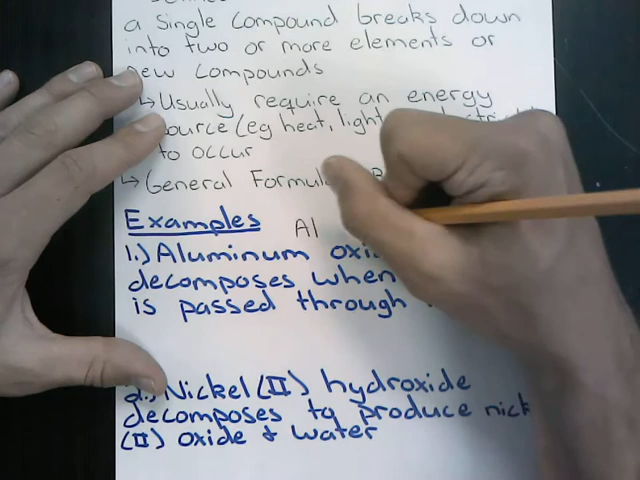 a single compound breaks down
into two or more elements or
new compounds
↳ Usually require an energy
source (eg heat, light
to occur
↳ General Formula
Examples
Al
1.) Aluminum
decomposes when
is passed through
2.) Nickel (II) hydroxide
decomposes to produce
(II) oxide & water